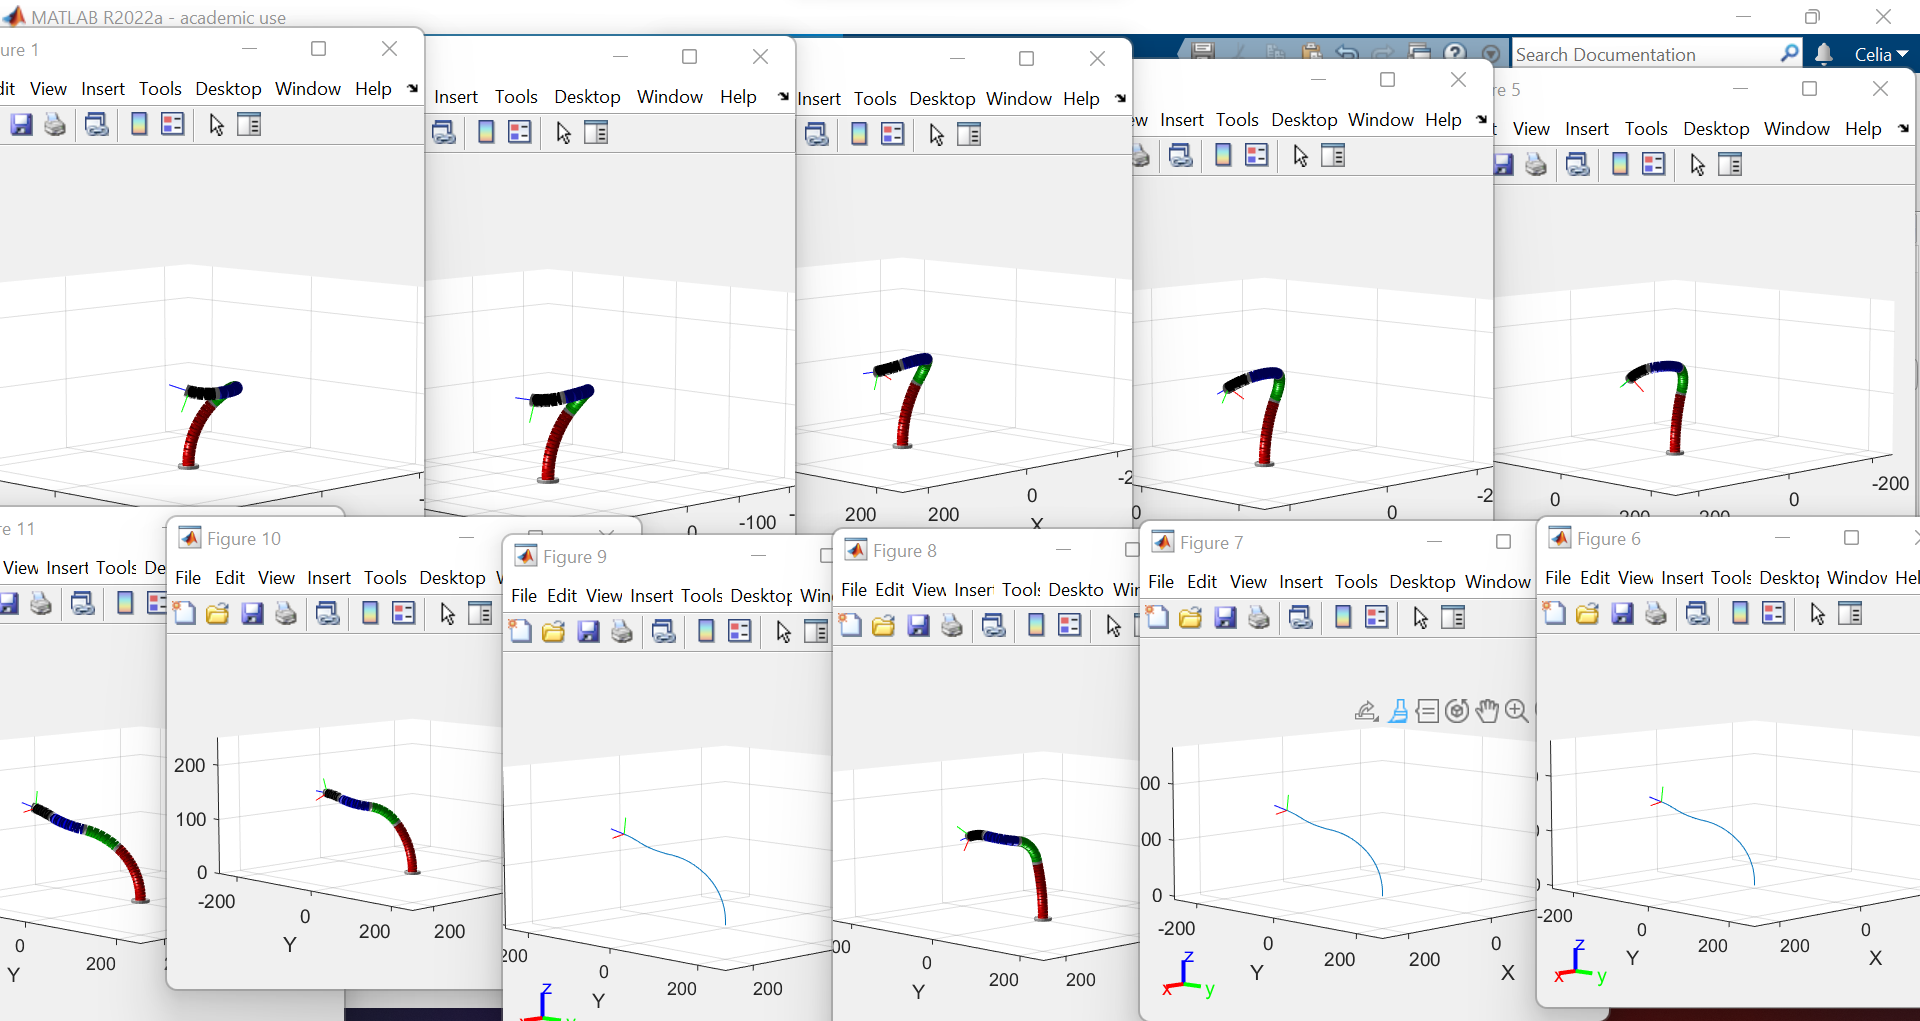 MATLAB R2022a - academic use
Search Documentation
Celia
ure 1
dit View Insert Tools Desktop Window Help
Insert Tools Desktop Window Help
0
-100
Insert Tools Desktop Window Help
200 200 0 -2
X
ew Insert Tools Desktop Window Help
0 0 -2
re 5
t View Insert Tools Desktop Window Help
0 200 200 0 -200
re 11
View Insert Tools De
0 200
Y
Figure 10
File Edit View Insert Tools Desktop W
200
100
0
-200 0 200 200
Y
Figure 9
File Edit View Insert Tools Desktop Win
200 0 200 200
Y
z
Figure 8
File Edit View Inser Tools Deskto Wir
00 0 200 200
Y
Figure 7
File Edit View Insert Tools Desktop Window
00
00
0
-200 0 200 200 0
Y X
z
x y
Figure 6
File Edit View Insert Tools Desktop Window Hel
-200 0 200 200 0
Y X
z
x y